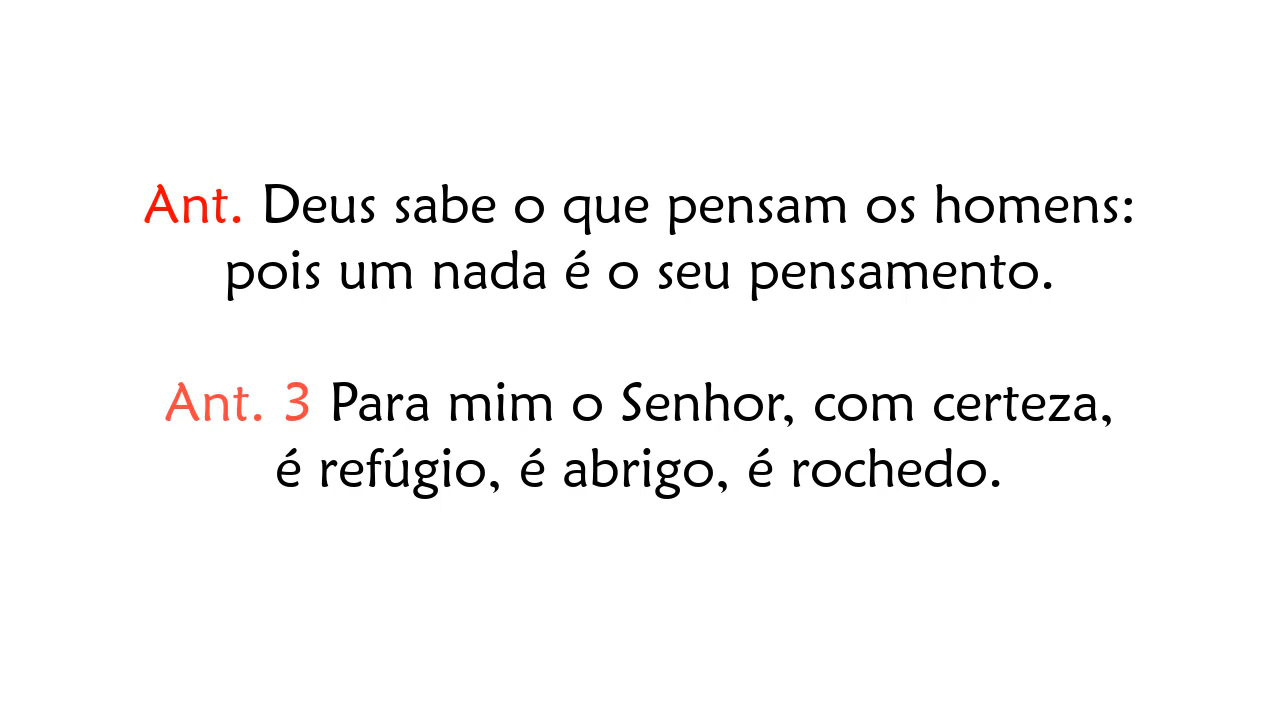 Ant. Deus sabe o que pensam os homens:
pois um nada é o seu pensamento.
Ant. 3 Para mim o Senhor, com certeza,
é refúgio, é abrigo, é rochedo.